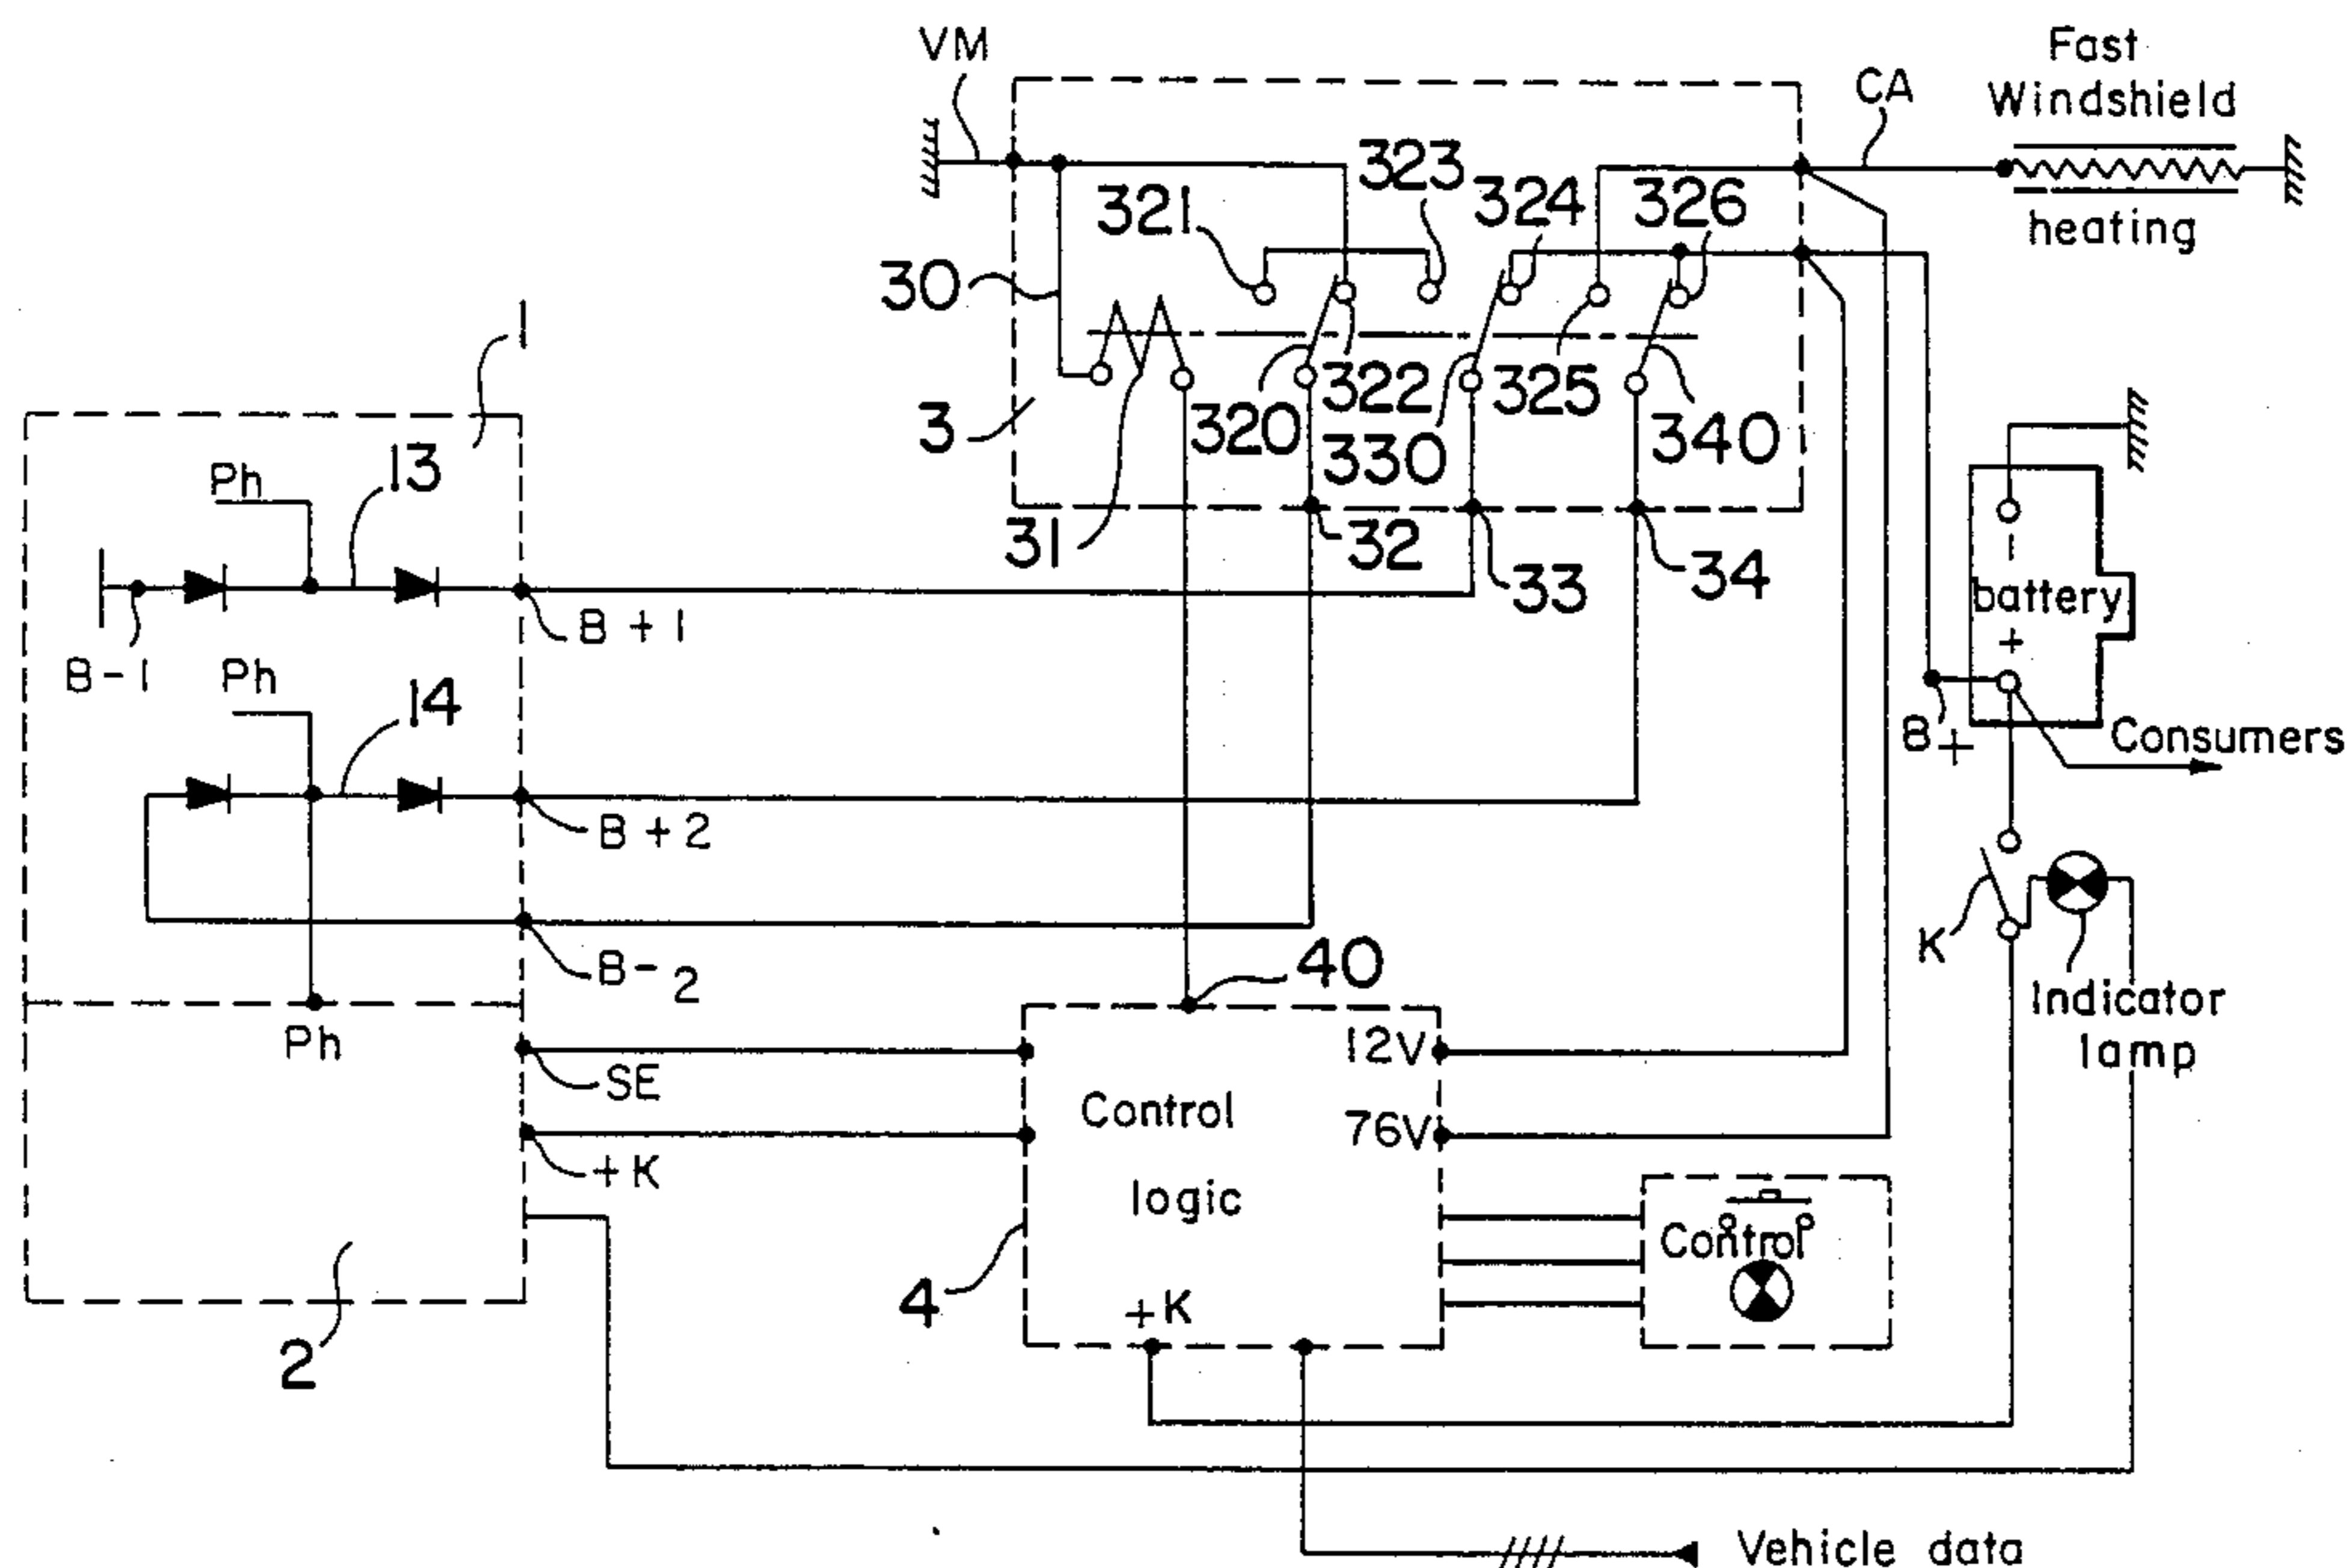 VM
Fast
Windshield
CA
heating
323
324
326
321
30
1
322
325
3
320
330
340
Ph
13
31
32
33
34
B+1
B-1
Ph
14
-
battery
+
B+
Consumers
B+2
K
B-2
40
Indicator
lamp
Ph
12V
SE
Control
76V
+K
logic
Control
4
+K
2
Vehicle data